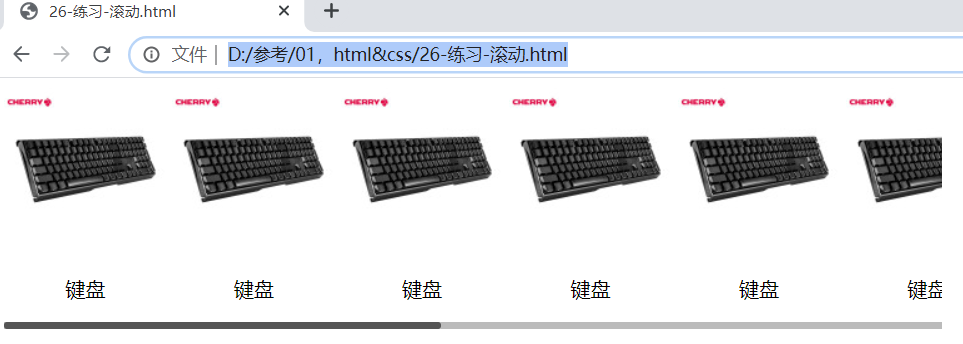 26-练习-滚动.html
文件 | D:/参考/01，html&css/26-练习-滚动.html
CHERRY CHERRY CHERRY CHERRY CHERRY CHERRY
键盘 键盘 键盘 键盘 键盘 键盘